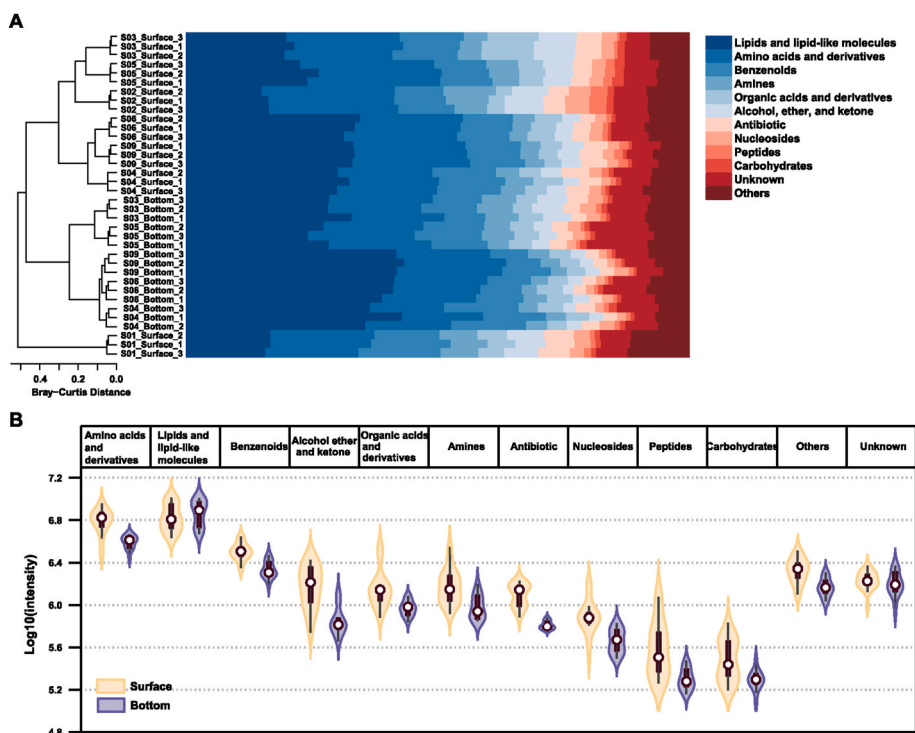 A
S03_Surface_3
S03_Surface_1
S03_Surface_2
S05_Surface_3
S05_Surface_2
S05_Surface_1
S02_Surface_2
S02_Surface_1
S02_Surface_3
S06_Surface_2
S06_Surface_1
S06_Surface_3
S09_Surface_1
S09_Surface_2
S09_Surface_3
S04_Surface_2
S04_Surface_1
S04_Surface_3
S03_Bottom_3
S03_Bottom_2
S03_Bottom_1
S05_Bottom_2
S05_Bottom_3
S05_Bottom_1
S09_Bottom_3
S09_Bottom_2
S09_Bottom_1
S06_Bottom_3
S06_Bottom_2
S06_Bottom_1
S04_Bottom_3
S04_Bottom_1
S04_Bottom_2
S01_Surface_2
S01_Surface_1
S01_Surface_3
0.4 0.2 0.0
Bray-Curtis Distance
Lipids and lipid-like molecules
Amino acids and derivatives
Benzenoids
Amines
Organic acids and derivatives
Alcohol, ether, and ketone
Antibiotic
Nucleosides
Peptides
Carbohydrates
Unknown
Others
B
Amino acids
and
derivatives
Lipids and
lipid-like
molecules
Benzenoids
Alcohol ether
and ketone
Organic acids
and
derivatives
Amines
Antibiotic
Nucleosides
Peptides
Carbohydrates
Others
Unknown
Log10(intensity)
7.2
6.8
6.4
6.0
5.6
5.2
4.8
Surface
Bottom